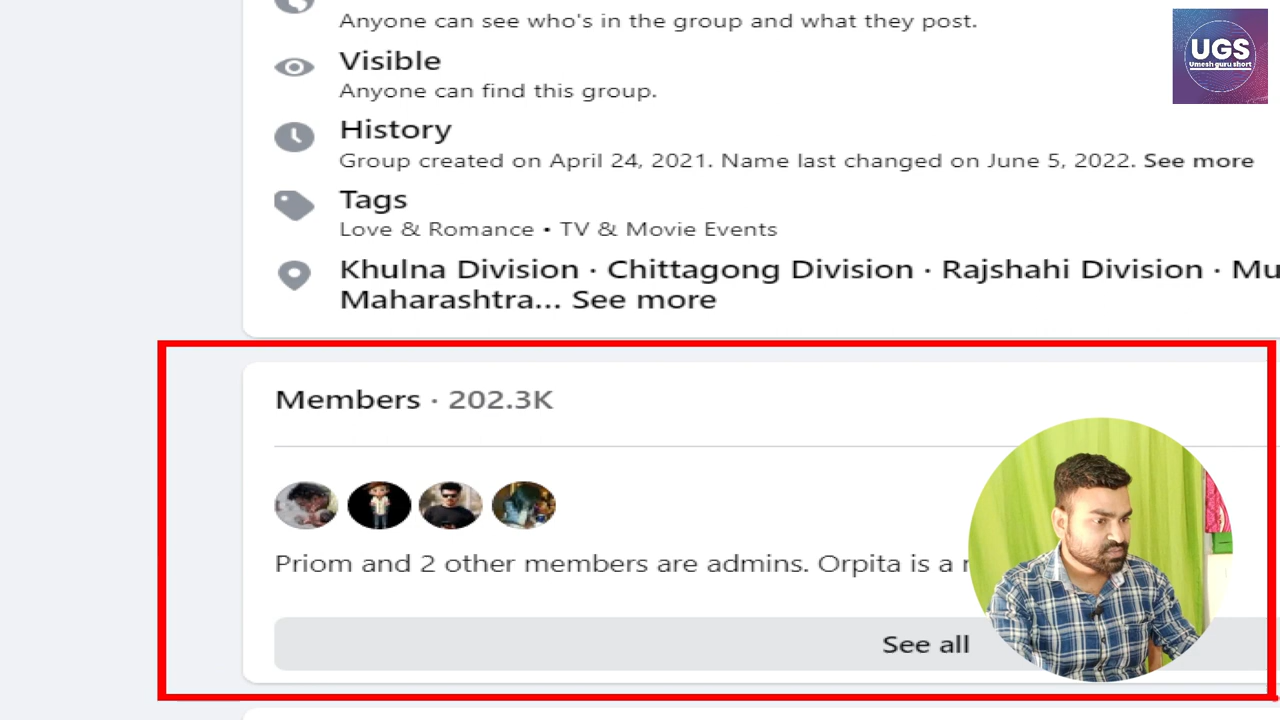 Anyone can see who's in the group and what they post.
UGS
Umesh guru short
Visible
Anyone can find this group.
History
Group created on April 24, 2021. Name last changed on June 5, 2022. See more
Tags
Love & Romance • TV & Movie Events
Khulna Division · Chittagong Division · Rajshahi Division · Mu
Maharashtra... See more
Members · 202.3K
Priom and 2 other members are admins. Orpita is a
See all